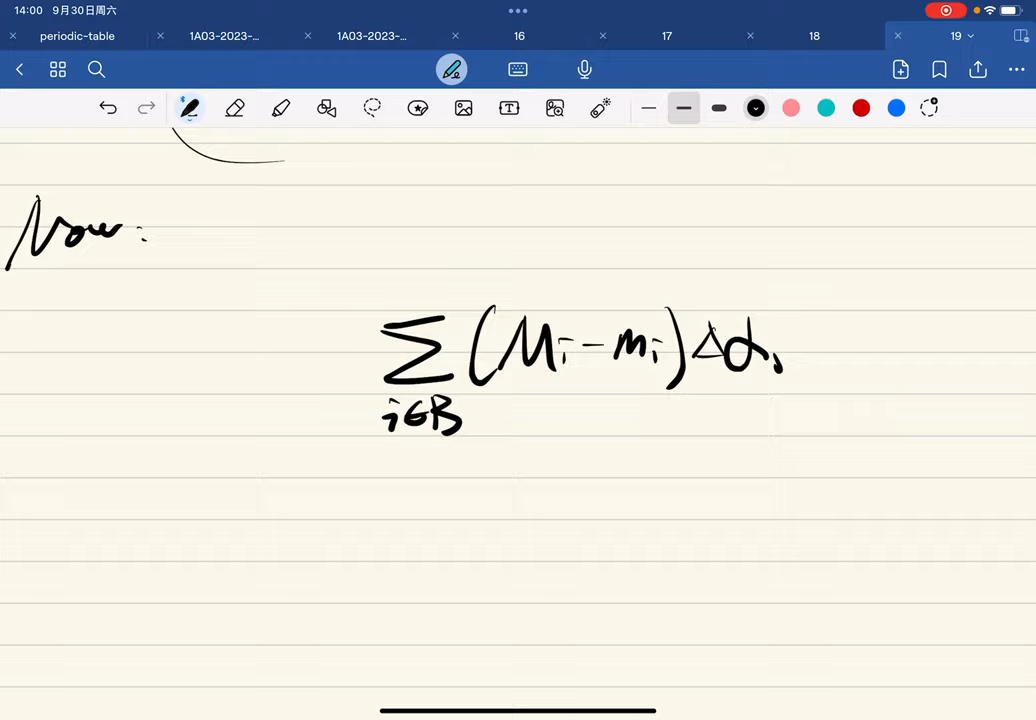 14:00 9月30日周六
periodic-table 1A03-2023-... 1A03-2023-... 16 17 18 19
Now:
∑ (Mi - mi) Δαi
i∈B